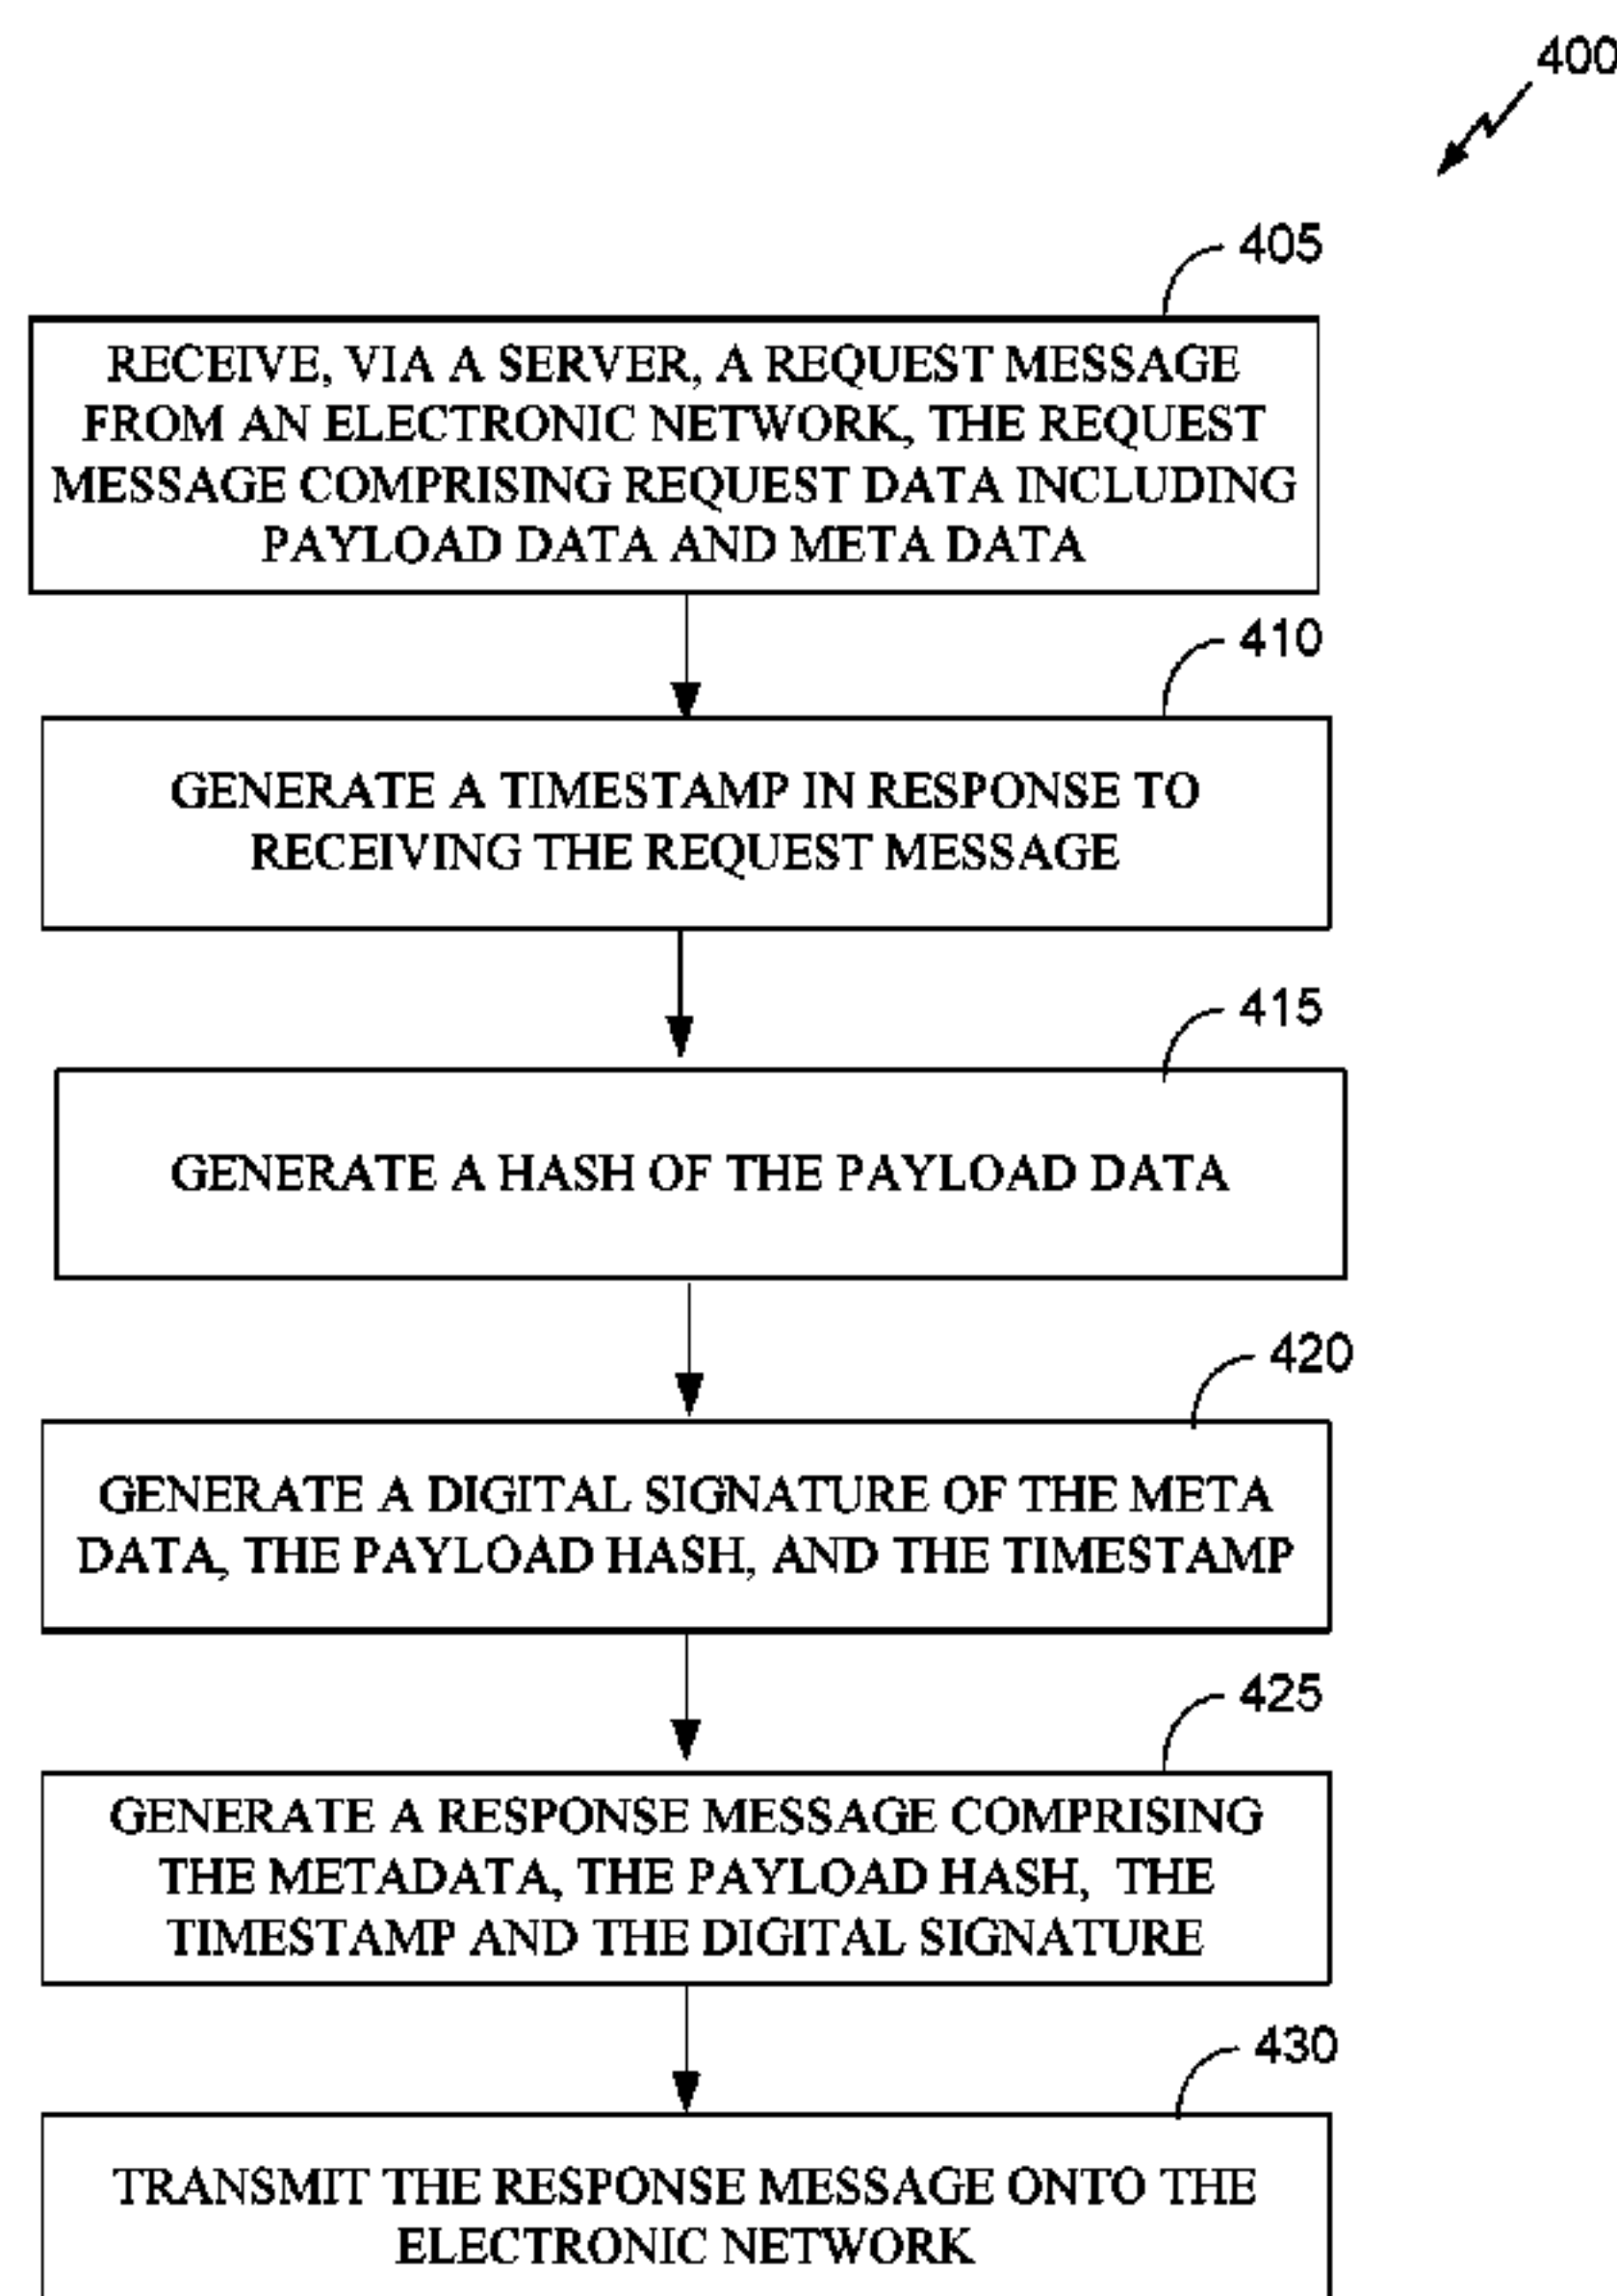 400
405
RECEIVE, VIA A SERVER, A REQUEST MESSAGE
FROM AN ELECTRONIC NETWORK, THE REQUEST
MESSAGE COMPRISING REQUEST DATA INCLUDING
PAYLOAD DATA AND META DATA
410
GENERATE A TIMESTAMP IN RESPONSE TO
RECEIVING THE REQUEST MESSAGE
415
GENERATE A HASH OF THE PAYLOAD DATA
420
GENERATE A DIGITAL SIGNATURE OF THE META
DATA, THE PAYLOAD HASH, AND THE TIMESTAMP
425
GENERATE A RESPONSE MESSAGE COMPRISING
THE METADATA, THE PAYLOAD HASH, THE
TIMESTAMP AND THE DIGITAL SIGNATURE
430
TRANSMIT THE RESPONSE MESSAGE ONTO THE
ELECTRONIC NETWORK